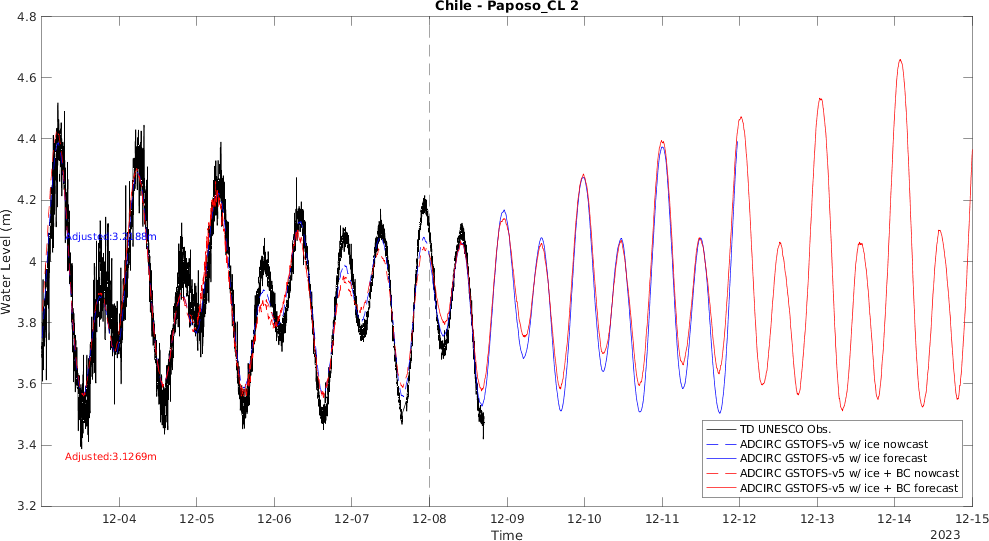 Chile - Paposo_CL 2
4.8
4.6
4.4
4.2
4
3.8
3.6
3.4
3.2
Water Level (m)
Adjusted:3.1269m
TD UNESCO Obs.
ADCIRC GSTOFS-v5 w/ ice nowcast
ADCIRC GSTOFS-v5 w/ ice forecast
ADCIRC GSTOFS-v5 w/ ice + BC nowcast
ADCIRC GSTOFS-v5 w/ ice + BC forecast
12-04 12-05 12-06 12-07 12-08 12-09 12-10 12-11 12-12 12-13 12-14 12-15
Time
2023